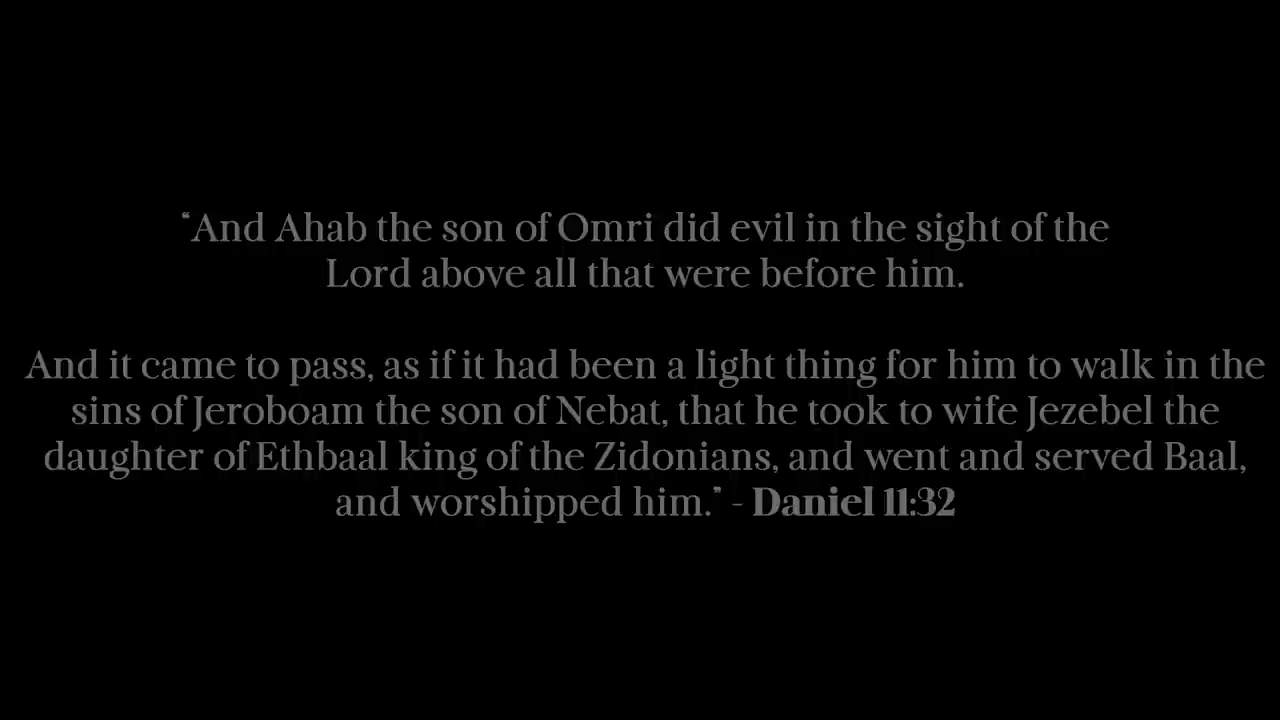 “And Ahab the son of Omri did evil in the sight of the
Lord above all that were before him.
And it came to pass, as if it had been a light thing for him to walk in the
sins of Jeroboam the son of Nebat, that he took to wife Jezebel the
daughter of Ethbaal king of the Zidonians, and went and served Baal,
and worshipped him.” - Daniel 11:32